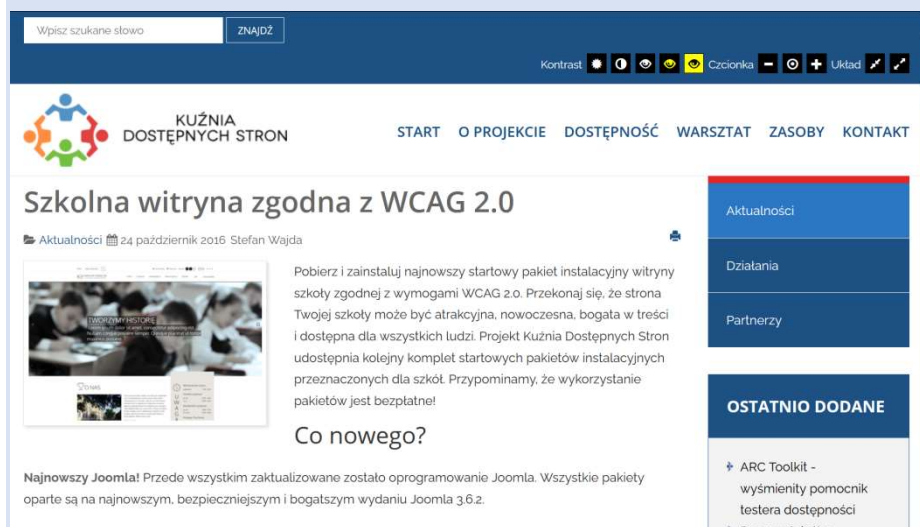 Wpisz szukane słowo
ZNAJDŹ
Kontrast
Czcionka
Układ
KUŹNIA
DOSTĘPNYCH STRON
START O PROJEKCIE DOSTĘPNOŚĆ WARSZTAT ZASOBY KONTAKT
Szkolna witryna zgodna z WCAG 2.0
Aktualności 24 październik 2016 Stefan Wajda
TWORZYMY HISTORIĘ
O NAS
UWAGA
Pobierz i zainstaluj najnowszy startowy pakiet instalacyjny witryny
szkoły zgodnej z wymogami WCAG 2.0. Przekonaj się, że strona
Twojej szkoły może być atrakcyjna, nowoczesna, bogata w treści
i dostępna dla wszystkich ludzi. Projekt Kuźnia Dostępnych Stron
udostępnia kolejny komplet startowych pakietów instalacyjnych
przeznaczonych dla szkół. Przypominamy, że wykorzystanie
pakietów jest bezpłatne!
Co nowego?
Najnowszy Joomla! Przede wszystkim zaktualizowane zostało oprogramowanie Joomla. Wszystkie pakiety
oparte są na najnowszym, bezpieczniejszym i bogatszym wydaniu Joomla 3.6.2.
Aktualności
Działania
Partnerzy
OSTATNIO DODANE
ARC Toolkit -
wyśmienity pomocnik
testera dostępności